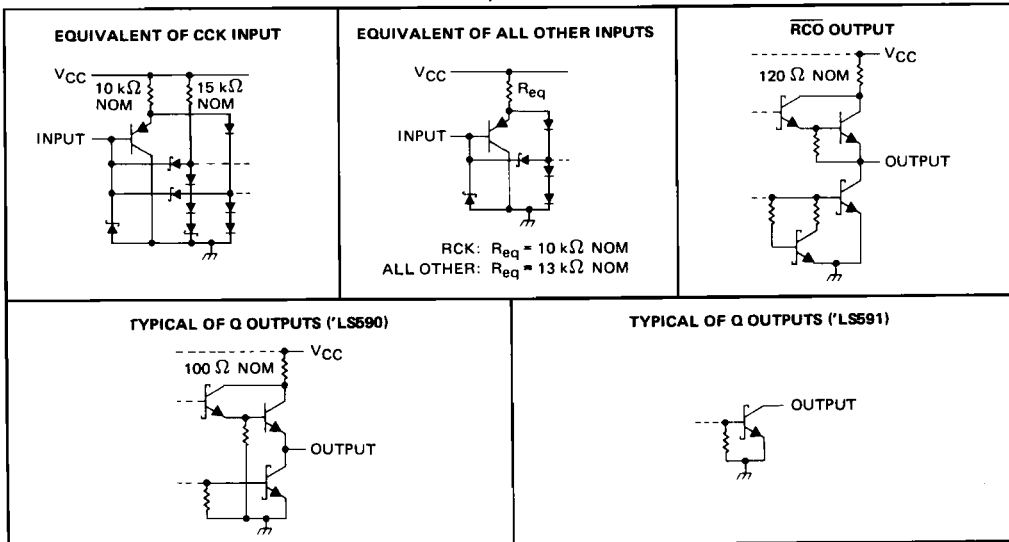 EQUIVALENT OF CCK INPUT
VCC
10 kΩ
NOM
15 kΩ
NOM
INPUT
EQUIVALENT OF ALL OTHER INPUTS
VCC
Req
INPUT
RCK: Req = 10 kΩ NOM
ALL OTHER: Req = 13 kΩ NOM
R̅C̅O̅ OUTPUT
VCC
120 Ω NOM
OUTPUT
TYPICAL OF Q OUTPUTS ('LS590)
VCC
100 Ω NOM
OUTPUT
TYPICAL OF Q OUTPUTS ('LS591)
OUTPUT